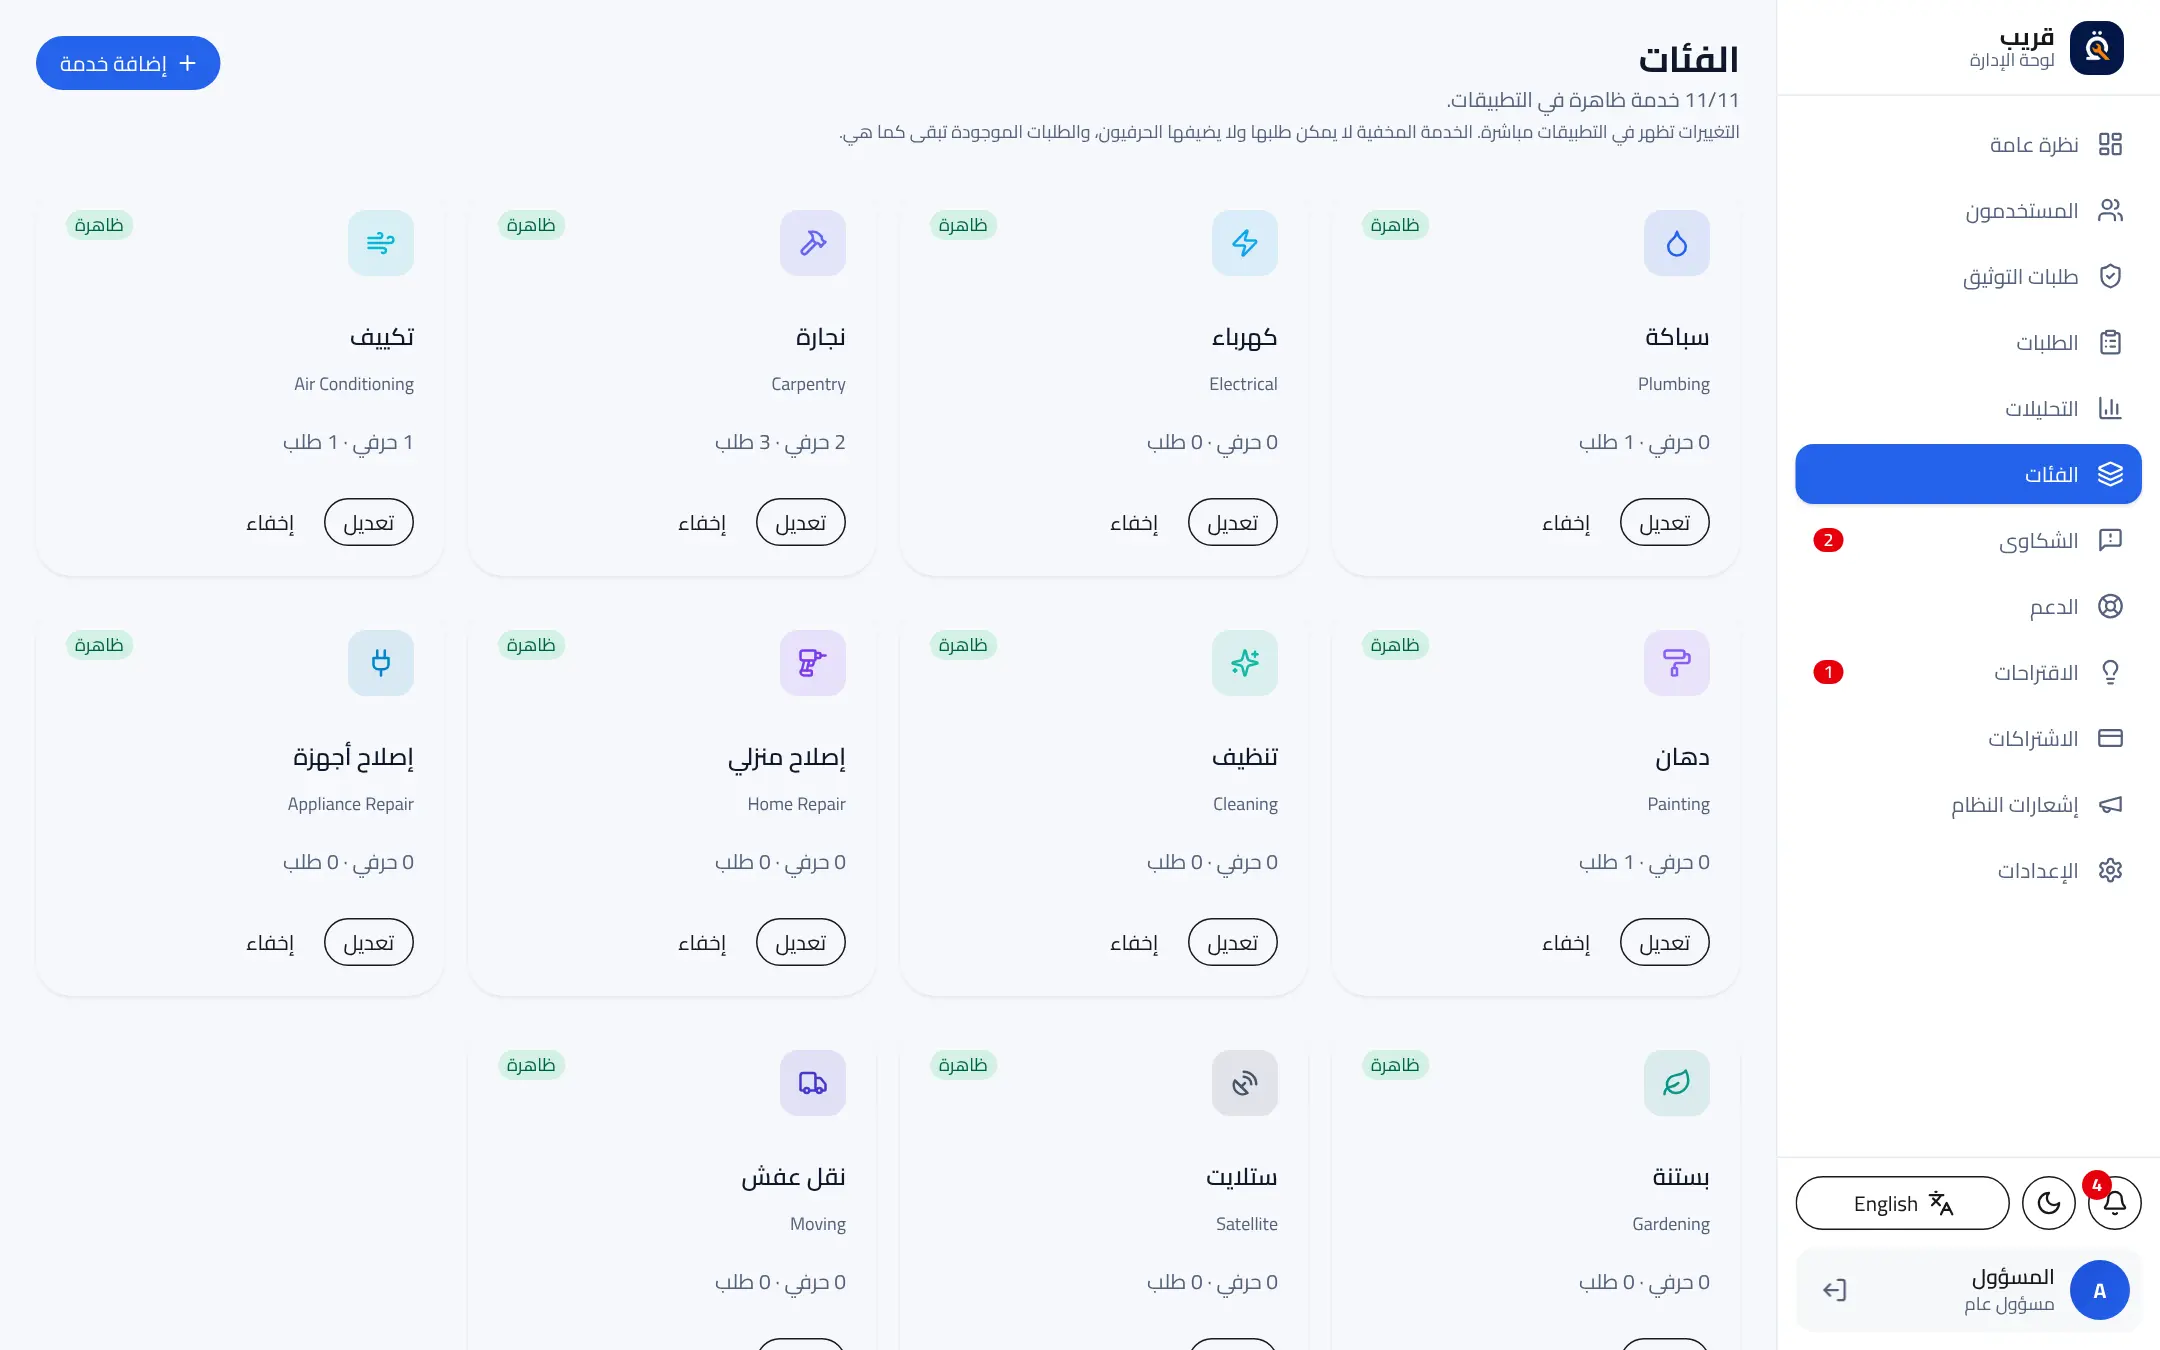 قريب
لوحة الإدارة
نظرة عامة
المستخدمون
طلبات التوثيق
الطلبات
التحليلات
الفئات
الشكاوى
2
الدعم
الاقتراحات
1
الاشتراكات
إشعارات النظام
الإعدادات
4
English
A
المسؤول
مسؤول عام
الفئات
11/11 خدمة ظاهرة في التطبيقات.
التغييرات تظهر في التطبيقات مباشرة. الخدمة المخفية لا يمكن طلبها ولا يضيفها الحرفيون، والطلبات الموجودة تبقى كما هي.
إضافة خدمة
ظاهرة
سباكة
Plumbing
0 حرفي · 1 طلب
تعديل
إخفاء
ظاهرة
كهرباء
Electrical
0 حرفي · 0 طلب
تعديل
إخفاء
ظاهرة
نجارة
Carpentry
2 حرفي · 3 طلب
تعديل
إخفاء
ظاهرة
تكييف
Air Conditioning
1 حرفي · 1 طلب
تعديل
إخفاء
ظاهرة
دهان
Painting
0 حرفي · 1 طلب
تعديل
إخفاء
ظاهرة
تنظيف
Cleaning
0 حرفي · 0 طلب
تعديل
إخفاء
ظاهرة
إصلاح منزلي
Home Repair
0 حرفي · 0 طلب
تعديل
إخفاء
ظاهرة
إصلاح أجهزة
Appliance Repair
0 حرفي · 0 طلب
تعديل
إخفاء
ظاهرة
بستنة
Gardening
0 حرفي · 0 طلب
ظاهرة
ستلايت
Satellite
0 حرفي · 0 طلب
ظاهرة
نقل عفش
Moving
0 حرفي · 0 طلب